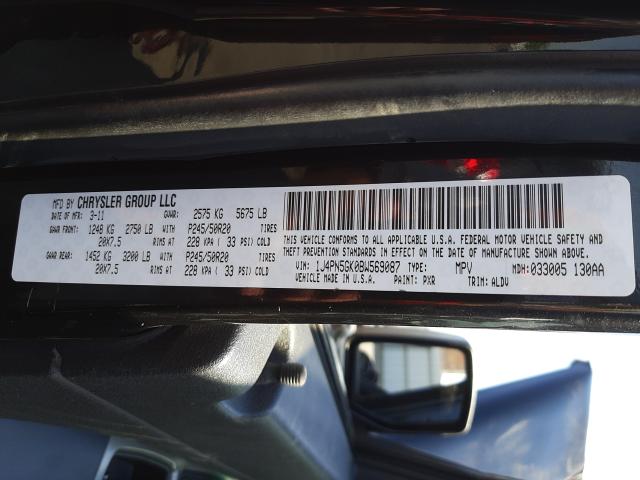 MFD BY CHRYSLER GROUP LLC
DATE OF MFR 3-11 GVWR: 2575 KG 5675 LB
GAWR FRONT: 1248 KG 2750 LB WITH P245/50R20 TIRES
20X7.5 RIMS AT 228 KPA ( 33 PSI) COLD
GAWR REAR: 1452 KG 3200 LB WITH P245/50R20 TIRES
20X7.5 RIMS AT 228 KPA ( 33 PSI) COLD
THIS VEHICLE CONFORMS TO ALL APPLICABLE U.S.A. FEDERAL MOTOR VEHICLE SAFETY
AND THEFT PREVENTION STANDARDS IN EFFECT ON THE DATE OF MANUFACTURE SHOWN ABOVE.
VIN: 1J4PN5GK0BW569087 TYPE: MPV MDH: 033005 130AA
VEHICLE MADE IN U.S.A. PAINT: PXR TRIM: ALDV